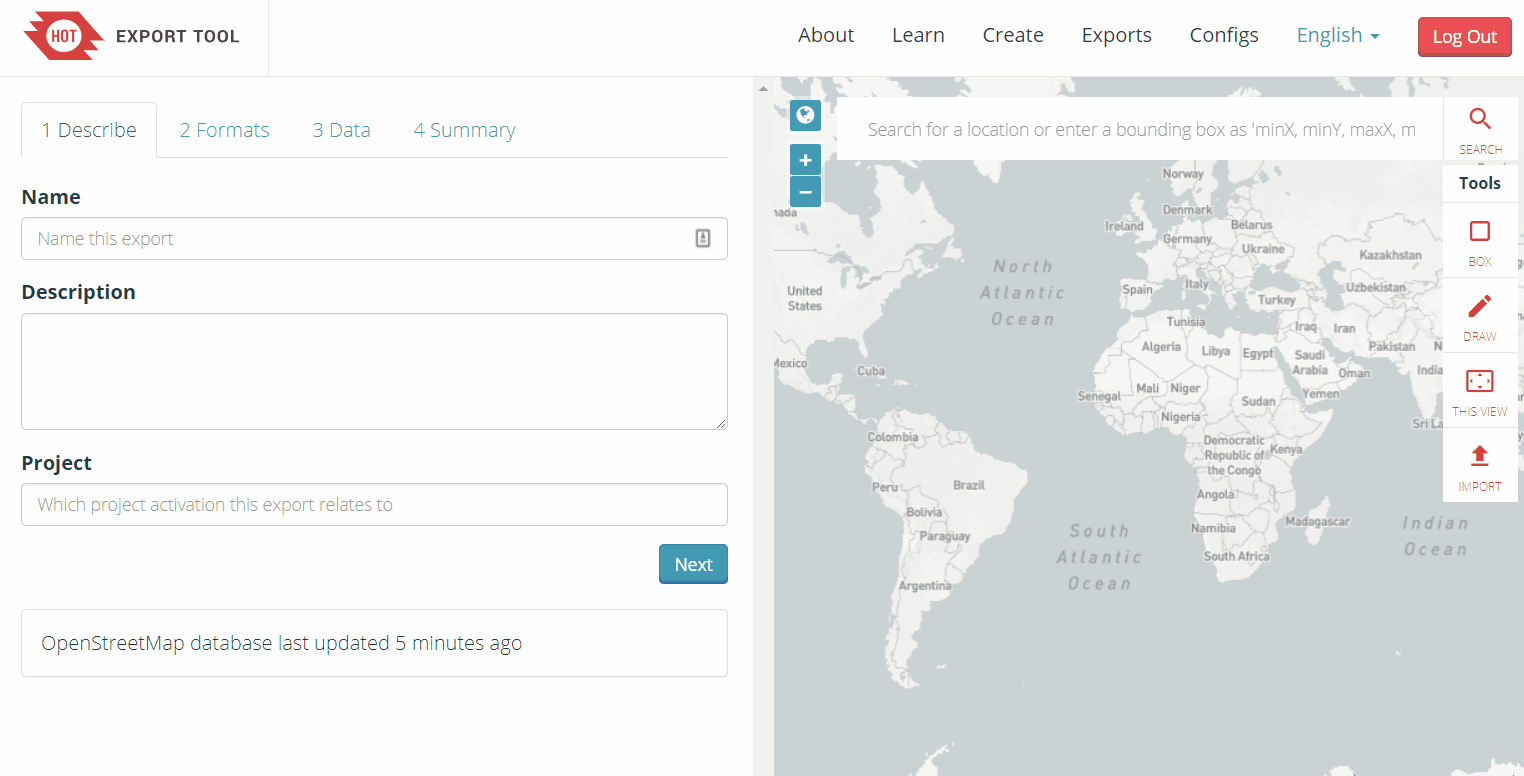 HOT EXPORT TOOL
About Learn Create Exports Configs English Log Out
1 Describe 2 Formats 3 Data 4 Summary
Name
Name this export
Description
Project
Which project activation this export relates to
Next
OpenStreetMap database last updated 5 minutes ago
+
−
Search for a location or enter a bounding box as 'minX, minY, maxX, m
SEARCH
Tools
BOX
DRAW
THIS VIEW
IMPORT
Norway
Denmark
Ireland
Belarus
Germany
Ukraine
Kazakhstan
North
Atlantic
Ocean
United
States
Spain
Italy
Uzbekistan
Turkey
Tunisia
Iraq
Iran
Algeria
Libya
Egypt
Saudi
Arabia
Pakistan
Mexico
Cuba
Oman
India
Mali
Niger
Senegal
Sudan
Yemen
Nigeria
Sri La
Colombia
Democratic
Republic of
the Congo
Kenya
Peru
Brazil
Angola
Bolivia
Namibia
Madagascar
Paraguay
South
Atlantic
Ocean
Indian
Ocean
South Africa
Argentina